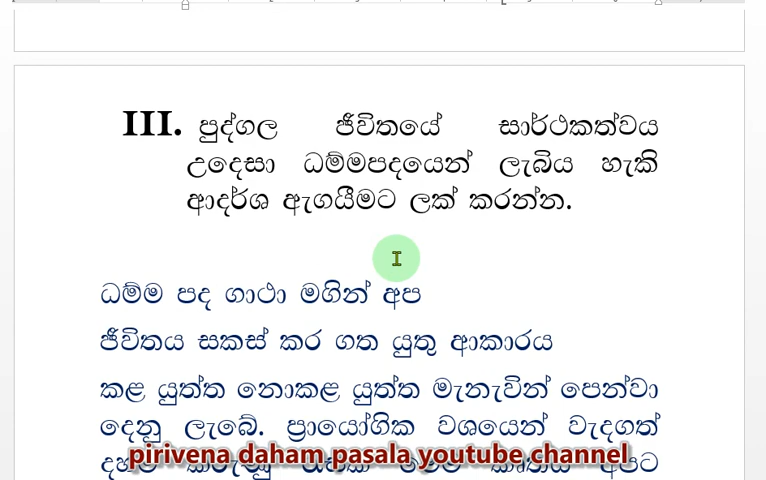 III. පුද්ගල ජීවිතයේ සාර්ථකත්වය
උදෙසා ධම්මපදයෙන් ලැබිය හැකි
ආදර්ශ ඇගයීමට ලක් කරන්න.
ධම්ම පද ගාථා මගින් අප
ජීවිතය සකස් කර ගත යුතු ආකාරය
කළ යුත්ත නොකළ යුත්ත මැනැවින් පෙන්වා
දෙනු ලැබේ. ප්‍රායෝගික වශයෙන් වැදගත්
pirivena daham pasala youtube channel